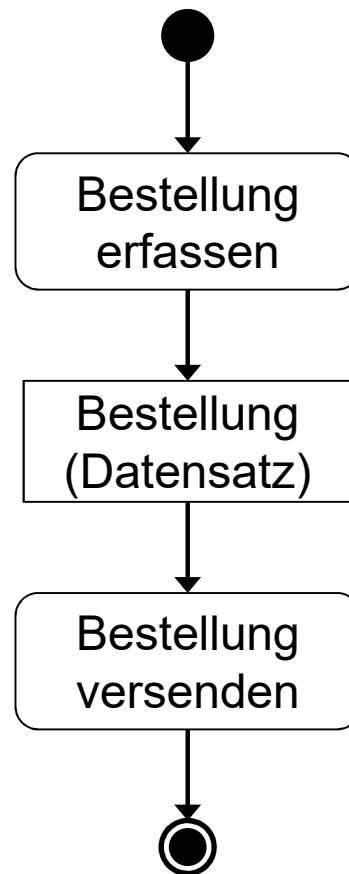 Bestellung
erfassen
Bestellung
(Datensatz)
Bestellung
versenden